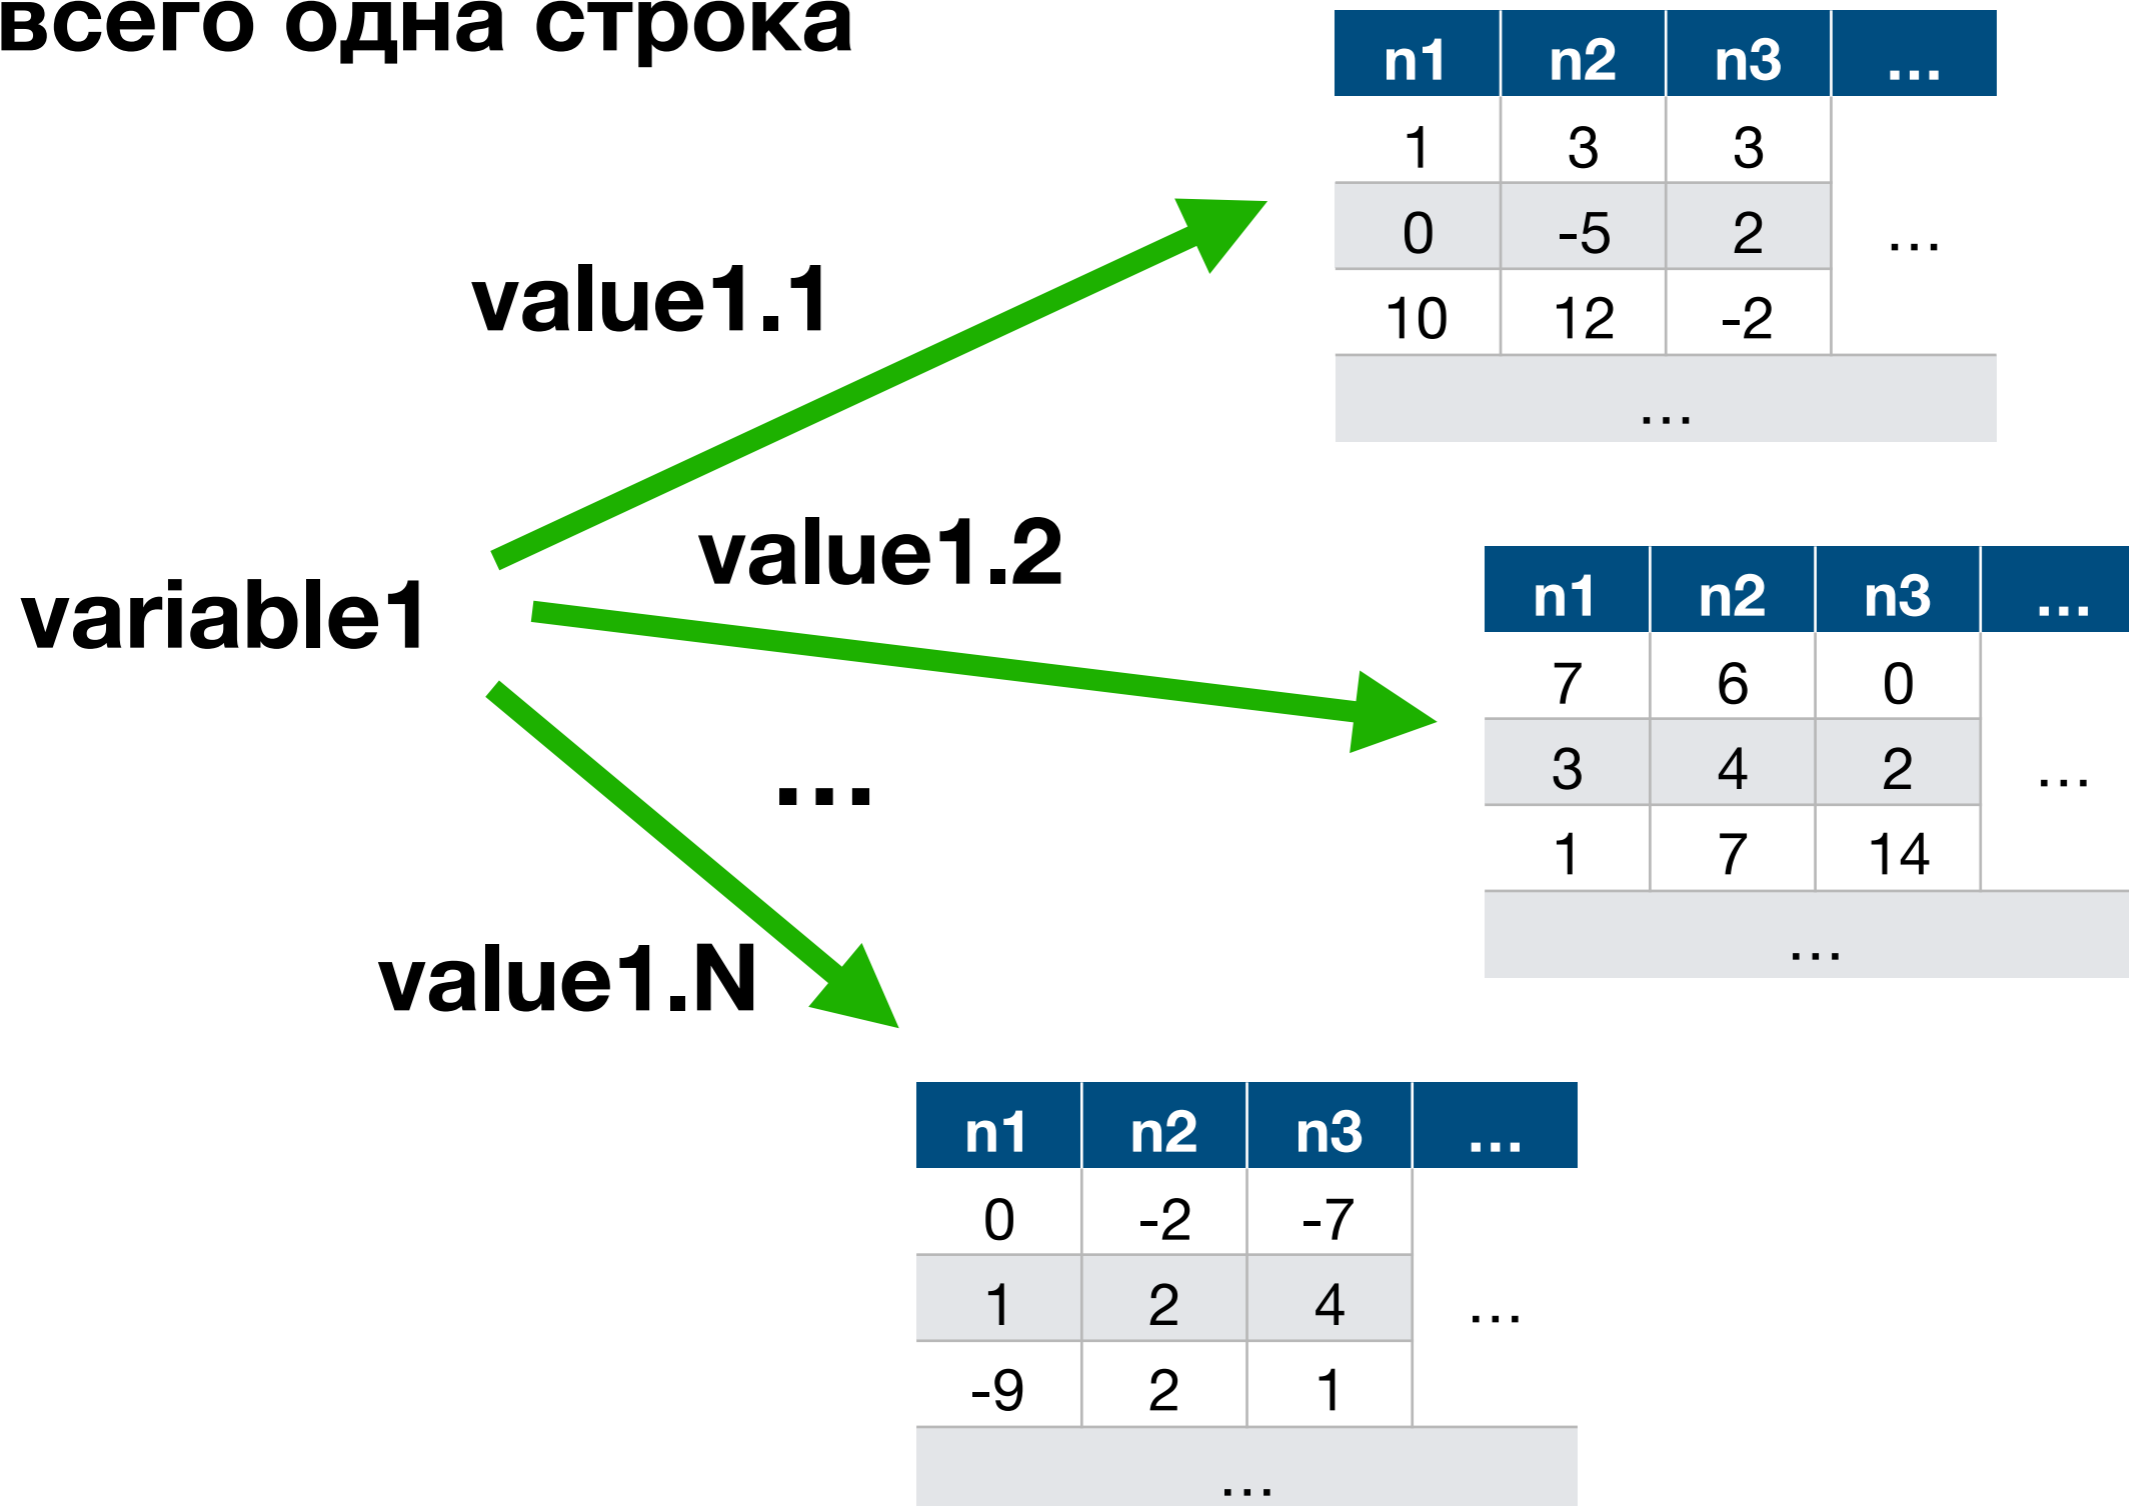 всего одна строка
n1 n2 n3 ...
1 3 3
0 -5 2 ...
10 12 -2
...
value1.1
value1.2
variable1
n1 n2 n3 ...
7 6 0
3 4 2 ...
1 7 14
...
...
value1.N
n1 n2 n3 ...
0 -2 -7
1 2 4 ...
-9 2 1
...